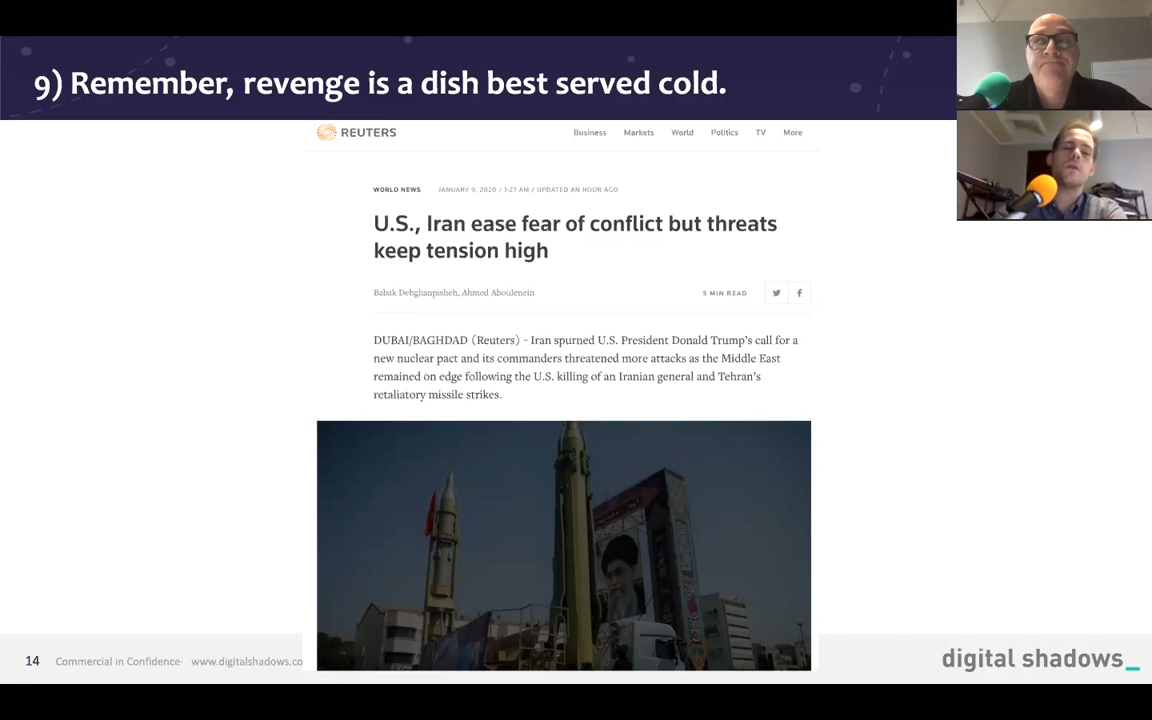 9) Remember, revenge is a dish best served cold.
REUTERS
Business Markets World Politics TV More
WORLD NEWS JANUARY 9, 2020 / 1:27 AM / UPDATED AN HOUR AGO
U.S., Iran ease fear of conflict but threats
keep tension high
Babak Dehghanpisheh, Ahmed Aboulenein
5 MIN READ
DUBAI/BAGHDAD (Reuters) - Iran spurned U.S. President Donald Trump’s call for a
new nuclear pact and its commanders threatened more attacks as the Middle East
remained on edge following the U.S. killing of an Iranian general and Tehran’s
retaliatory missile strikes.
14 Commercial in Confidence www.digitalshadows.co
digital shadows_